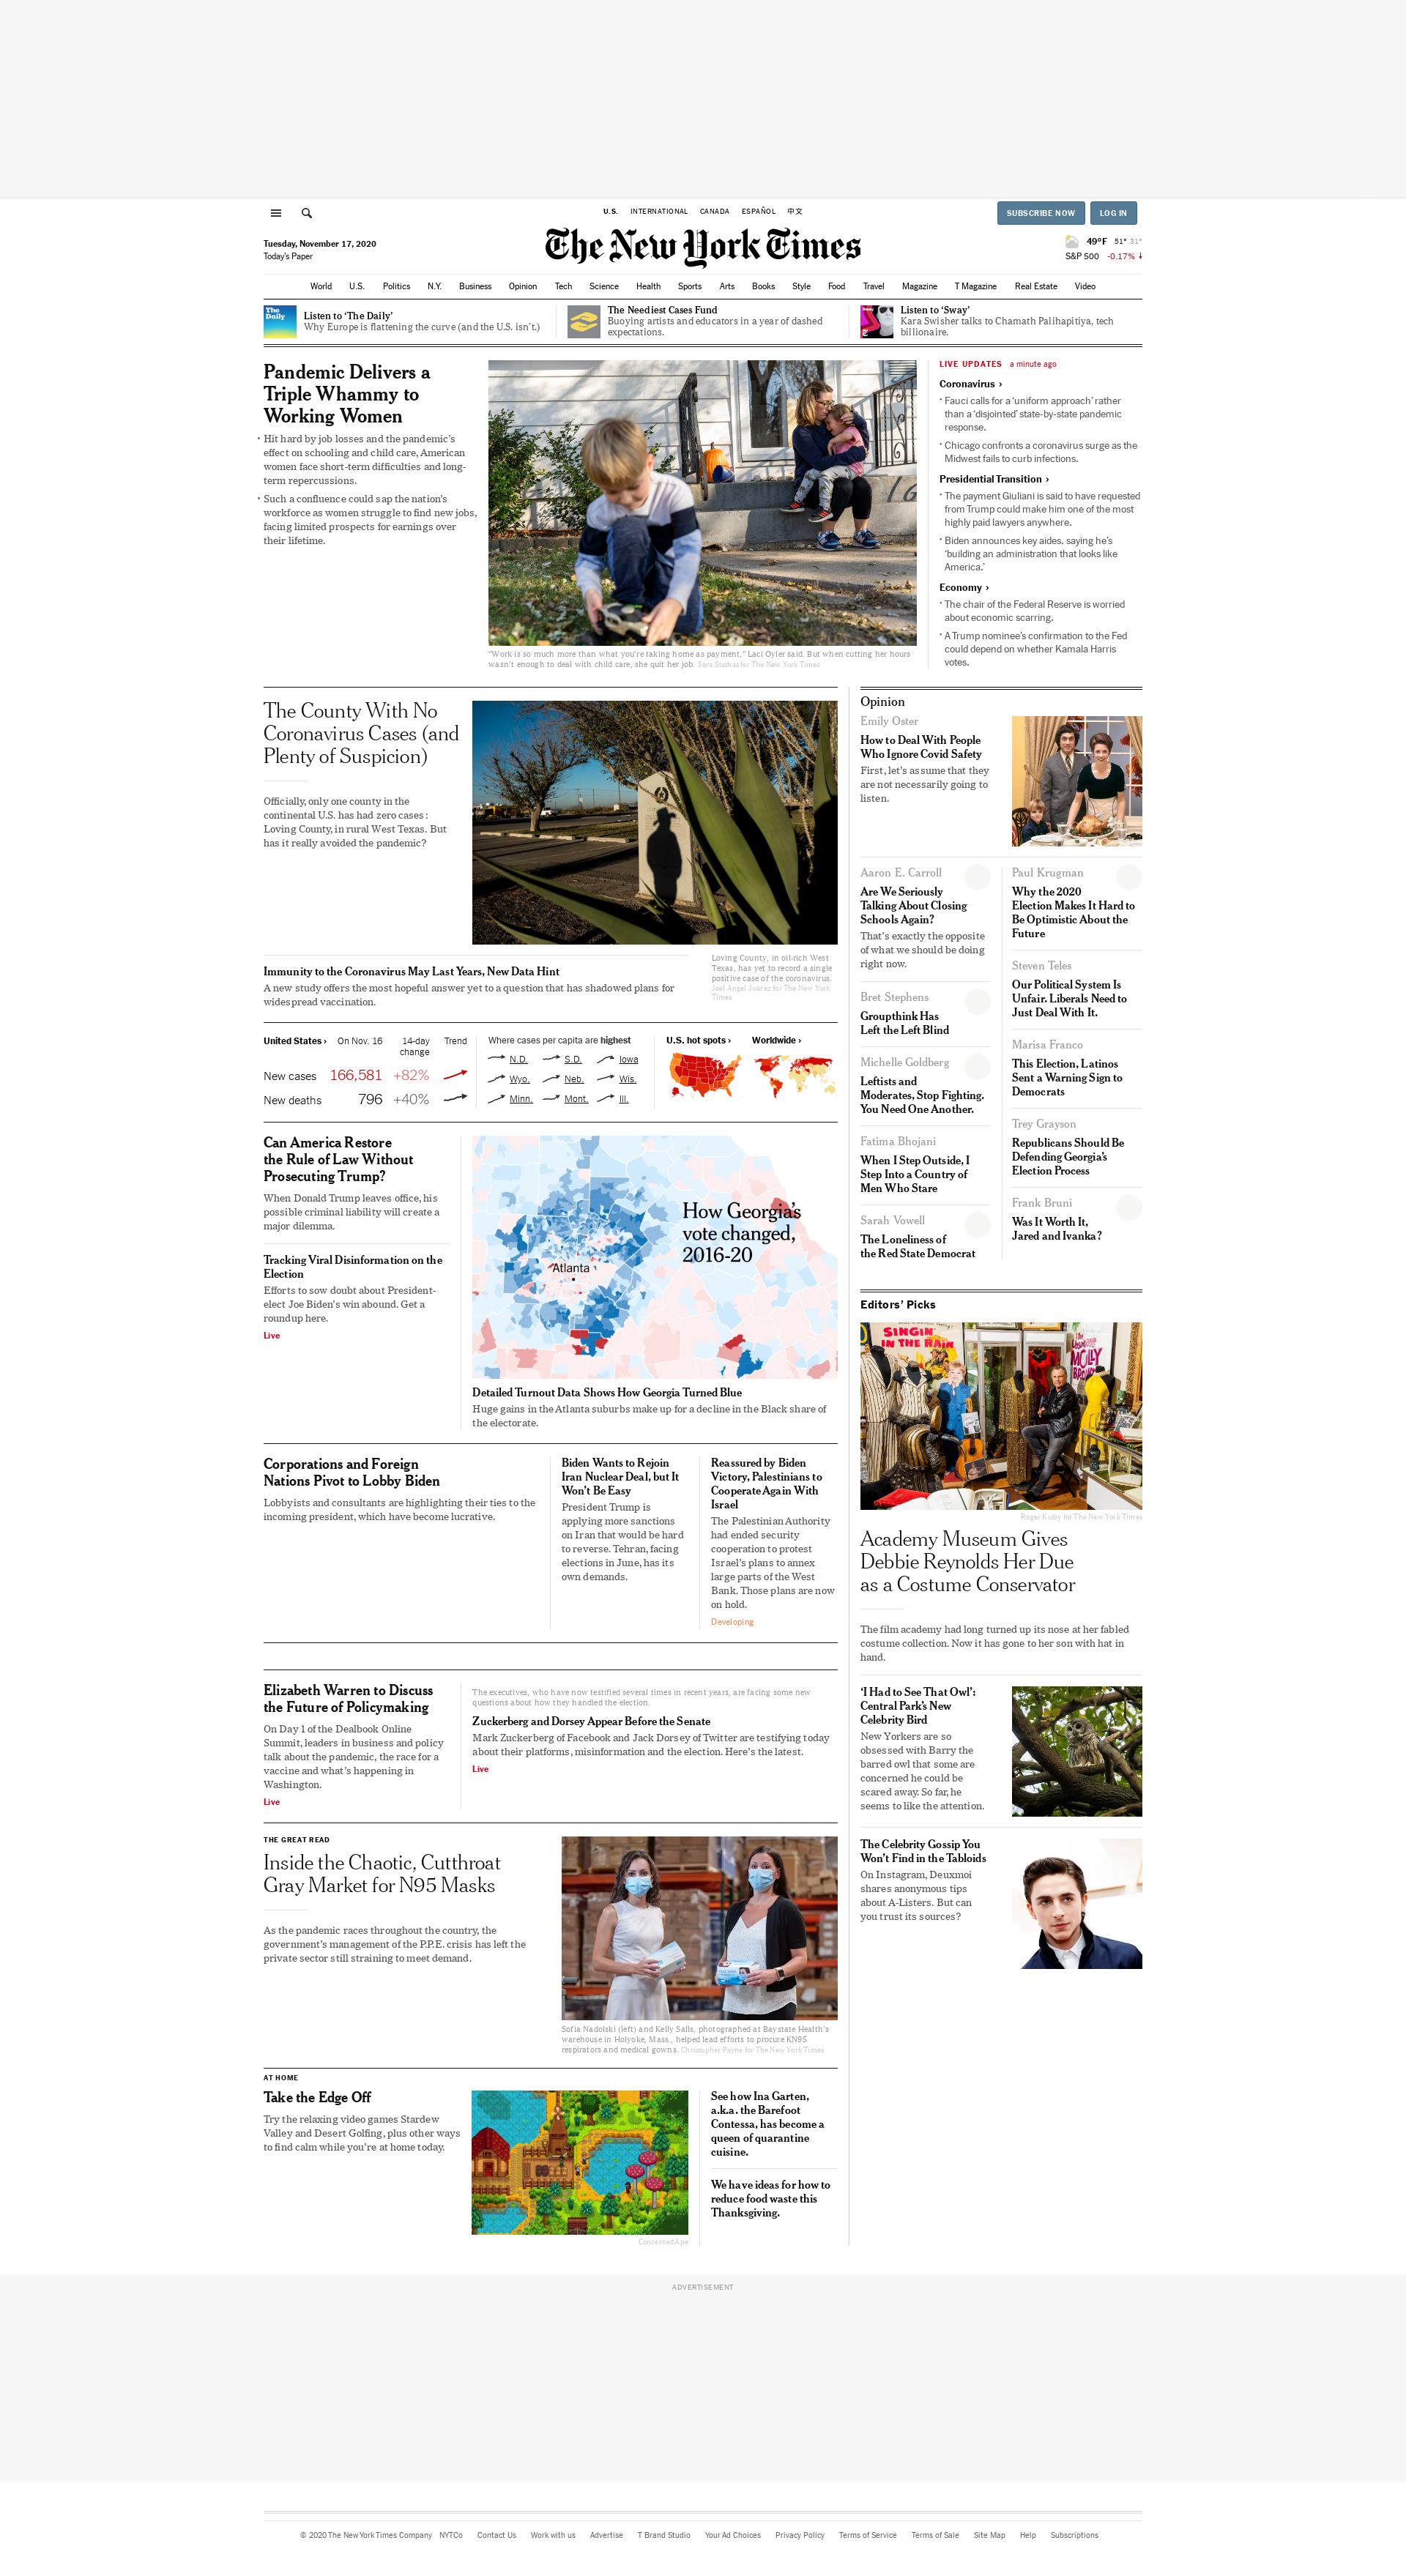 U.S. INTERNATIONAL CANADA ESPAÑOL 中文
SUBSCRIBE NOW LOG IN
Tuesday, November 17, 2020
Today's Paper
The New York Times
49°F 51° 31°
S&P 500 -0.17%
World U.S. Politics N.Y. Business Opinion Tech Science Health Sports Arts Books Style Food Travel Magazine T Magazine Real Estate Video
The
Daily
Listen to ‘The Daily’
Why Europe is flattening the curve (and the U.S. isn’t.)
The Neediest Cases Fund
Buoying artists and educators in a year of dashed
expectations.
Listen to ‘Sway’
Kara Swisher talks to Chamath Palihapitiya, tech
billionaire.
Pandemic Delivers a
Triple Whammy to
Working Women
• Hit hard by job losses and the pandemic’s
effect on schooling and child care, American
women face short-term difficulties and long-
term repercussions.
• Such a confluence could sap the nation’s
workforce as women struggle to find new jobs,
facing limited prospects for earnings over
their lifetime.
“Work is so much more than what you’re taking home as payment,” Laci Oyler said. But when cutting her hours
wasn’t enough to deal with child care, she quit her job. Sara Stathas for The New York Times
LIVE UPDATES a minute ago
Coronavirus ›
• Fauci calls for a ‘uniform approach’ rather
than a ‘disjointed’ state-by-state pandemic
response.
• Chicago confronts a coronavirus surge as the
Midwest fails to curb infections.
Presidential Transition ›
• The payment Giuliani is said to have requested
from Trump could make him one of the most
highly paid lawyers anywhere.
• Biden announces key aides, saying he’s
‘building an administration that looks like
America.’
Economy ›
• The chair of the Federal Reserve is worried
about economic scarring.
• A Trump nominee’s confirmation to the Fed
could depend on whether Kamala Harris
votes.
The County With No
Coronavirus Cases (and
Plenty of Suspicion)
Officially, only one county in the
continental U.S. has had zero cases:
Loving County, in rural West Texas. But
has it really avoided the pandemic?
Loving County, in oil-rich West
Texas, has yet to record a single
positive case of the coronavirus.
Joel Angel Juarez for The New York
Times
Immunity to the Coronavirus May Last Years, New Data Hint
A new study offers the most hopeful answer yet to a question that has shadowed plans for
widespread vaccination.
United States › On Nov. 16 14-day
change Trend
New cases 166,581 +82%
New deaths 796 +40%
Where cases per capita are highest
N.D. S.D. Iowa
Wyo. Neb. Wis.
Minn. Mont. Ill.
U.S. hot spots › Worldwide ›
Can America Restore
the Rule of Law Without
Prosecuting Trump?
When Donald Trump leaves office, his
possible criminal liability will create a
major dilemma.
Tracking Viral Disinformation on the
Election
Efforts to sow doubt about President-
elect Joe Biden’s win abound. Get a
roundup here.
Live
How Georgia’s
vote changed,
2016-20
Atlanta
Detailed Turnout Data Shows How Georgia Turned Blue
Huge gains in the Atlanta suburbs make up for a decline in the Black share of
the electorate.
Corporations and Foreign
Nations Pivot to Lobby Biden
Lobbyists and consultants are highlighting their ties to the
incoming president, which have become lucrative.
Biden Wants to Rejoin
Iran Nuclear Deal, but It
Won’t Be Easy
President Trump is
applying more sanctions
on Iran that would be hard
to reverse. Tehran, facing
elections in June, has its
own demands.
Reassured by Biden
Victory, Palestinians to
Cooperate Again With
Israel
The Palestinian Authority
had ended security
cooperation to protest
Israel’s plans to annex
large parts of the West
Bank. Those plans are now
on hold.
Developing
Elizabeth Warren to Discuss
the Future of Policymaking
On Day 1 of the Dealbook Online
Summit, leaders in business and policy
talk about the pandemic, the race for a
vaccine and what’s happening in
Washington.
Live
The executives, who have now testified several times in recent years, are facing some new
questions about how they handled the election.
Zuckerberg and Dorsey Appear Before the Senate
Mark Zuckerberg of Facebook and Jack Dorsey of Twitter are testifying today
about their platforms, misinformation and the election. Here’s the latest.
Live
THE GREAT READ
Inside the Chaotic, Cutthroat
Gray Market for N95 Masks
As the pandemic races throughout the country, the
government’s management of the P.P.E. crisis has left the
private sector still straining to meet demand.
Sofia Nadolski (left) and Kelly Salls, photographed at Baystate Health’s
warehouse in Holyoke, Mass., helped lead efforts to procure KN95
respirators and medical gowns. Christopher Payne for The New York Times
AT HOME
Take the Edge Off
Try the relaxing video games Stardew
Valley and Desert Golfing, plus other ways
to find calm while you’re at home today.
ConcernedApe
See how Ina Garten,
a.k.a. the Barefoot
Contessa, has become a
queen of quarantine
cuisine.
We have ideas for how to
reduce food waste this
Thanksgiving.
Opinion
Emily Oster
How to Deal With People
Who Ignore Covid Safety
First, let’s assume that they
are not necessarily going to
listen.
Aaron E. Carroll
Are We Seriously
Talking About Closing
Schools Again?
That’s exactly the opposite
of what we should be doing
right now.
Bret Stephens
Groupthink Has
Left the Left Blind
Michelle Goldberg
Leftists and
Moderates, Stop Fighting.
You Need One Another.
Fatima Bhojani
When I Step Outside, I
Step Into a Country of
Men Who Stare
Sarah Vowell
The Loneliness of
the Red State Democrat
Paul Krugman
Why the 2020
Election Makes It Hard to
Be Optimistic About the
Future
Steven Teles
Our Political System Is
Unfair. Liberals Need to
Just Deal With It.
Marisa Franco
This Election, Latinos
Sent a Warning Sign to
Democrats
Trey Grayson
Republicans Should Be
Defending Georgia’s
Election Process
Frank Bruni
Was It Worth It,
Jared and Ivanka?
Editors’ Picks
SINGIN’
IN THE RAIN
MOLLY
Roger Kisby for The New York Times
Academy Museum Gives
Debbie Reynolds Her Due
as a Costume Conservator
The film academy had long turned up its nose at her fabled
costume collection. Now it has gone to her son with hat in
hand.
‘I Had to See That Owl’:
Central Park’s New
Celebrity Bird
New Yorkers are so
obsessed with Barry the
barred owl that some are
concerned he could be
scared away. So far, he
seems to like the attention.
The Celebrity Gossip You
Won’t Find in the Tabloids
On Instagram, Deuxmoi
shares anonymous tips
about A-Listers. But can
you trust its sources?
ADVERTISEMENT
© 2020 The New York Times Company NYTCo Contact Us Work with us Advertise T Brand Studio Your Ad Choices Privacy Policy Terms of Service Terms of Sale Site Map Help Subscriptions